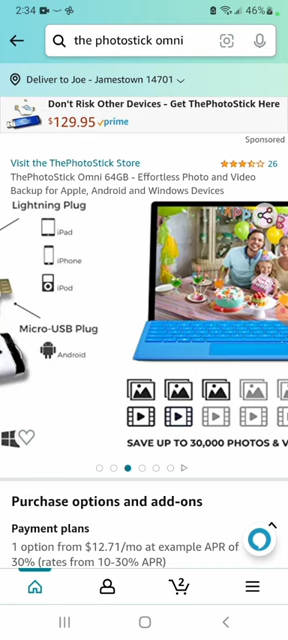 2:34
46%
the photostick omni
Deliver to Joe - Jamestown 14701
Don't Risk Other Devices - Get ThePhotoStick Here
$129.95 prime
Sponsored
Visit the ThePhotoStick Store
26
ThePhotoStick Omni 64GB - Effortless Photo and Video
Backup for Apple, Android and Windows Devices
Lightning Plug
iPad
iPhone
iPod
Micro-USB Plug
Android
SAVE UP TO 30,000 PHOTOS & V
Purchase options and add-ons
Payment plans
1 option from $12.71/mo at example APR of
30% (rates from 10-30% APR)
2